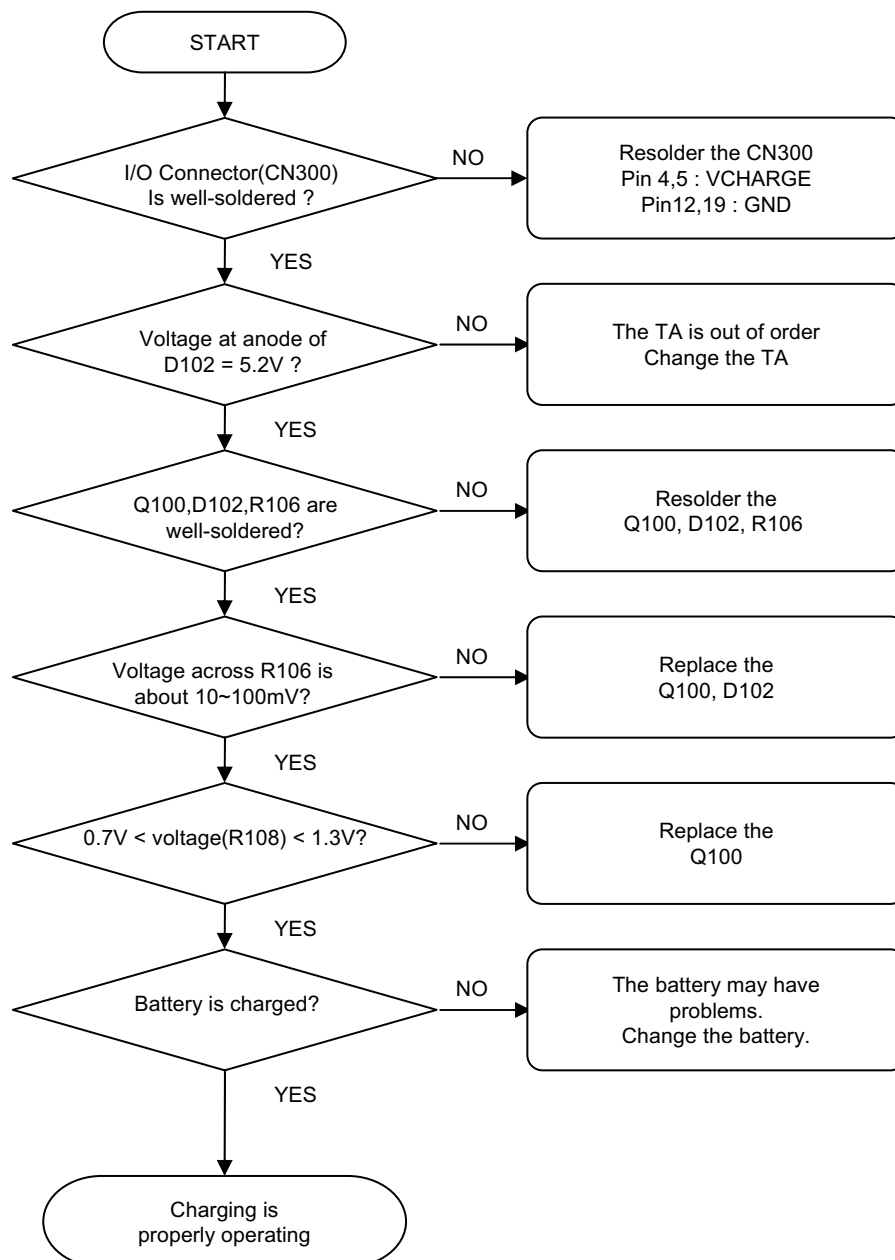 START
I/O Connector(CN300)
Is well-soldered ?
NO
Resolder the CN300
Pin 4,5 : VCHARGE
Pin12,19 : GND
YES
Voltage at anode of
D102 = 5.2V ?
NO
The TA is out of order
Change the TA
YES
Q100,D102,R106 are
well-soldered?
NO
Resolder the
Q100, D102, R106
YES
Voltage across R106 is
about 10~100mV?
NO
Replace the
Q100, D102
YES
0.7V < voltage(R108) < 1.3V?
NO
Replace the
Q100
YES
Battery is charged?
NO
The battery may have
problems.
Change the battery.
YES
Charging is
properly operating